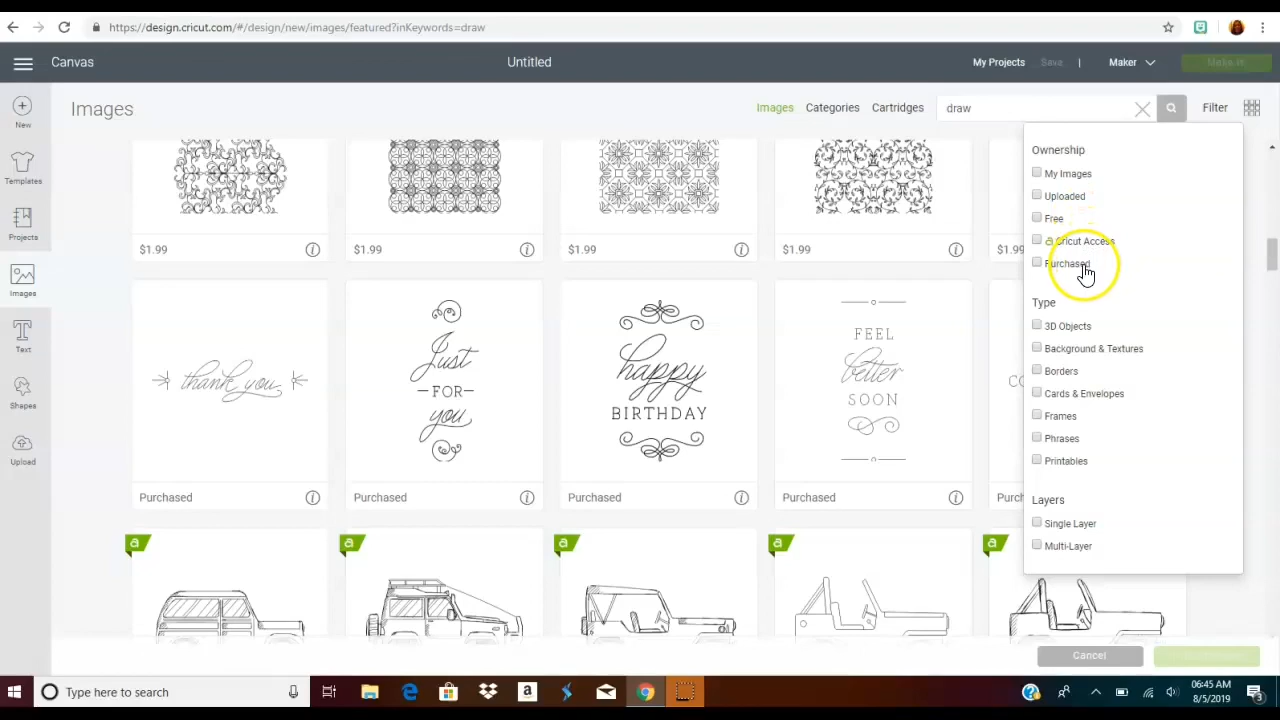 https://design.cricut.com/#/design/new/images/featured?inKeywords=draw
Canvas
Untitled
My Projects
Save
|
Maker
Make It
New
Templates
Projects
Images
Text
Shapes
Upload
Images
Images
Categories
Cartridges
draw
Filter
$1.99
$1.99
$1.99
$1.99
thank you
Just
FOR
you
happy
BIRTHDAY
FEEL
better
SOON
Purchased
Purchased
Purchased
Purchased
a
a
a
a
a
Ownership
My Images
Uploaded
Free
a Cricut Access
Purchased
Type
3D Objects
Background & Textures
Borders
Cards & Envelopes
Frames
Phrases
Printables
Layers
Single Layer
Multi-Layer
Cancel
Type here to search
06:45 AM
8/5/2019
3